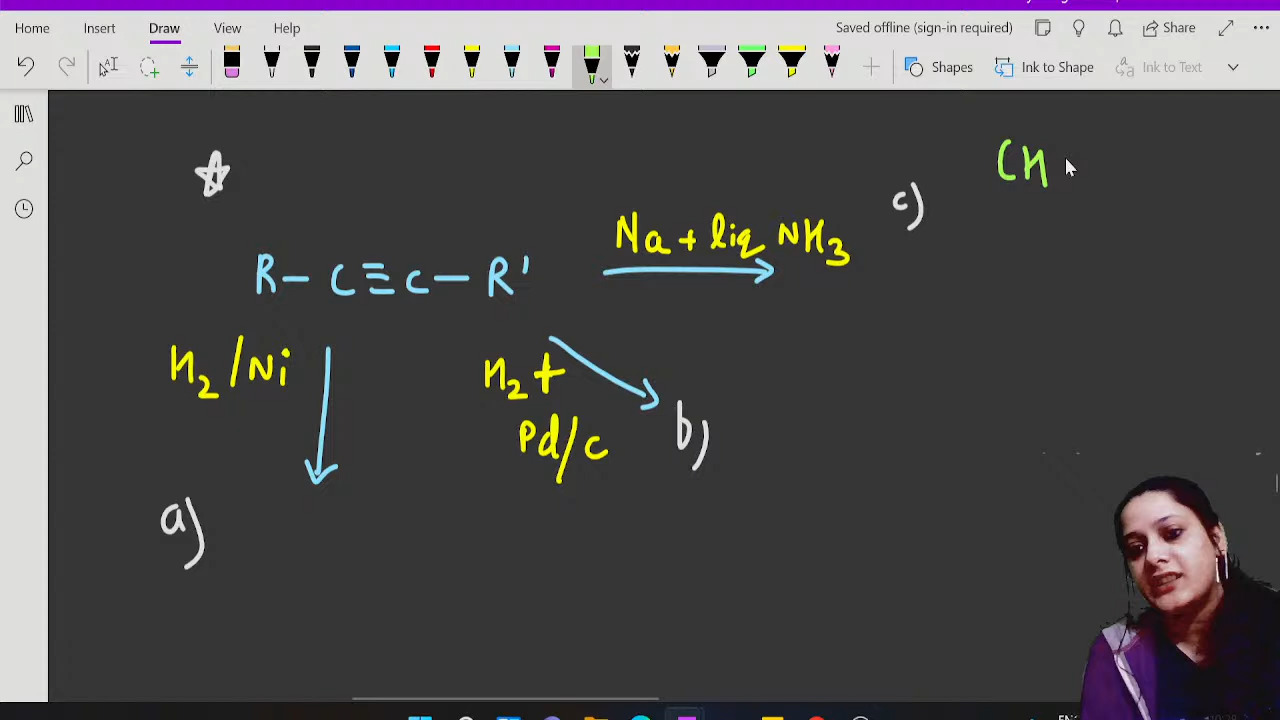 Saved offline (sign-in required) Share
Home Insert Draw View Help
Shapes Ink to Shape Ink to Text
CH
c)
Na + liq NH3
R — C ≡ C — R'
H2 /Ni
H2 +
Pd/c
b)
a)